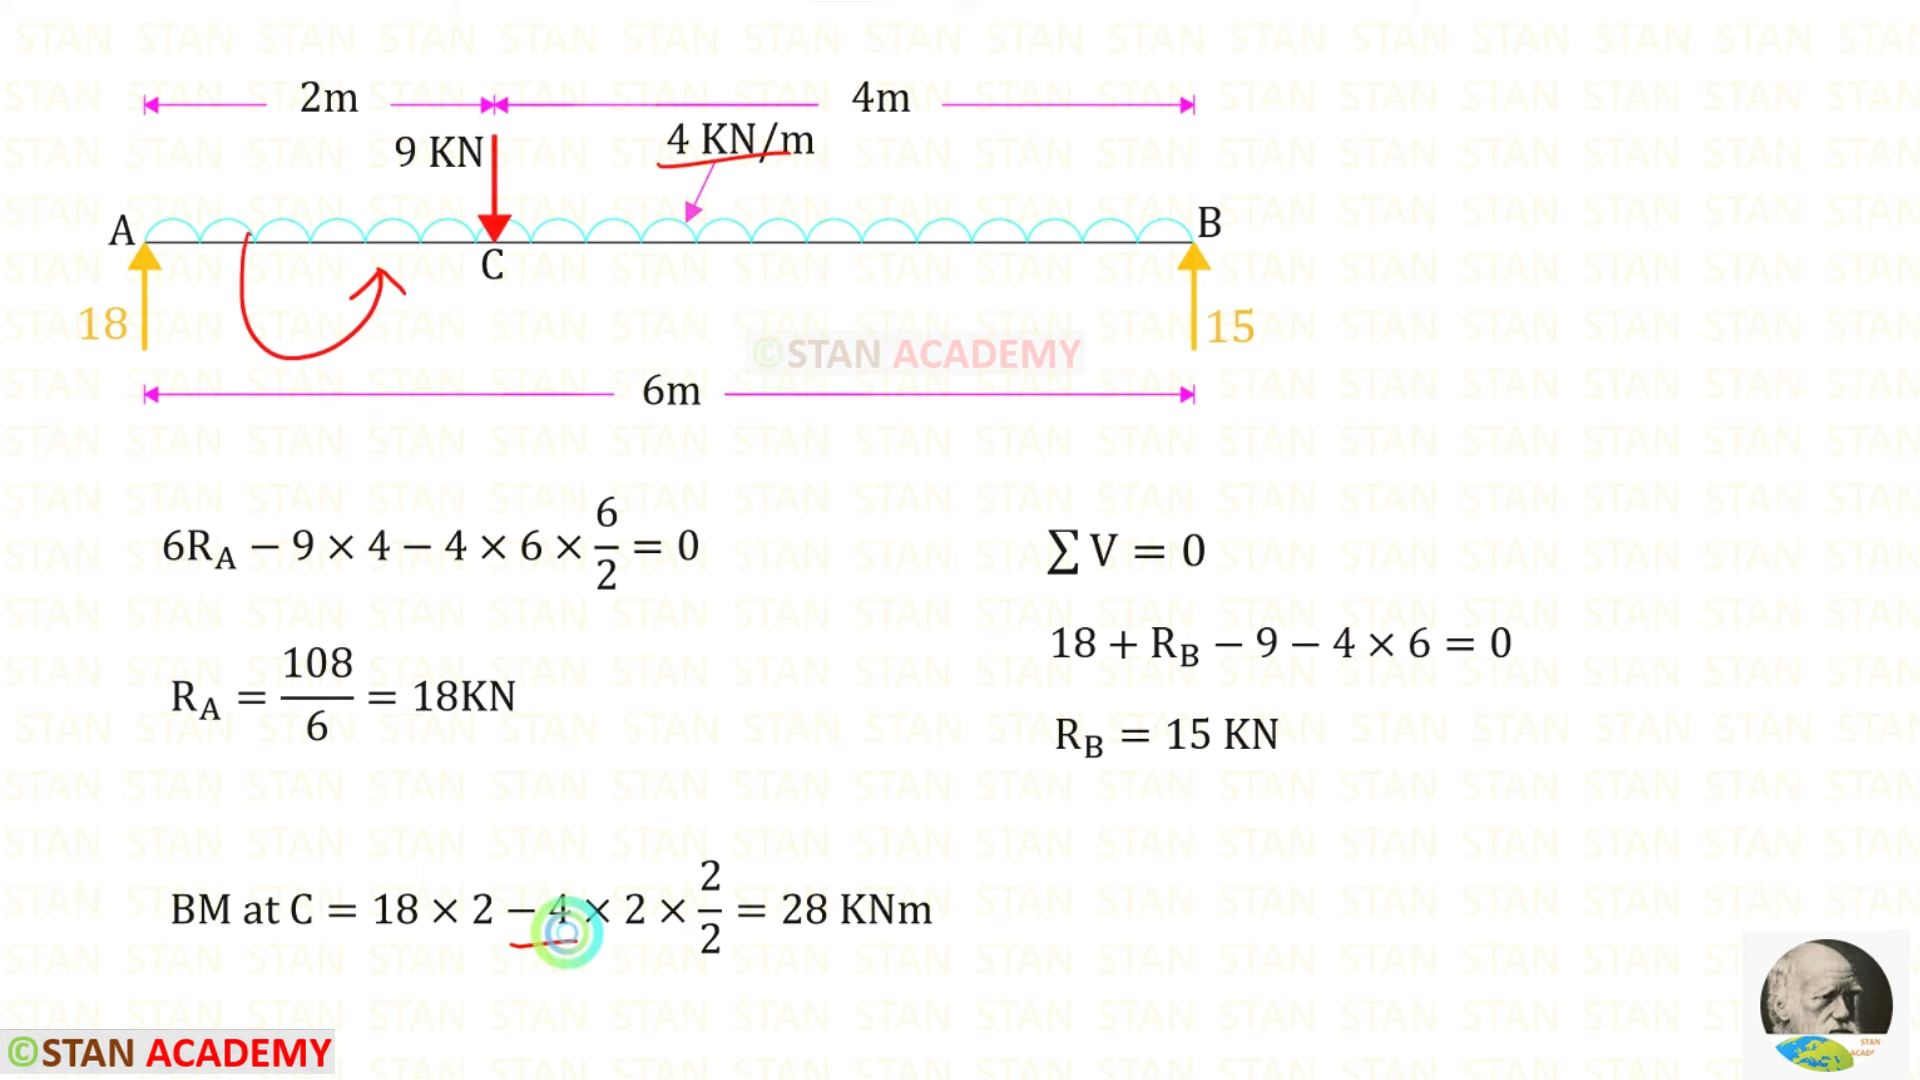 2m
4m
9 KN
4 KN/m
A
B
C
18
15
©STAN ACADEMY
6m
6R_A − 9 × 4 − 4 × 6 × 6/2 = 0
∑ V = 0
18 + R_B − 9 − 4 × 6 = 0
R_A = 108/6 = 18KN
R_B = 15 KN
BM at C = 18 × 2 − 4 × 2 × 2/2 = 28 KNm
©STAN ACADEMY
STAN